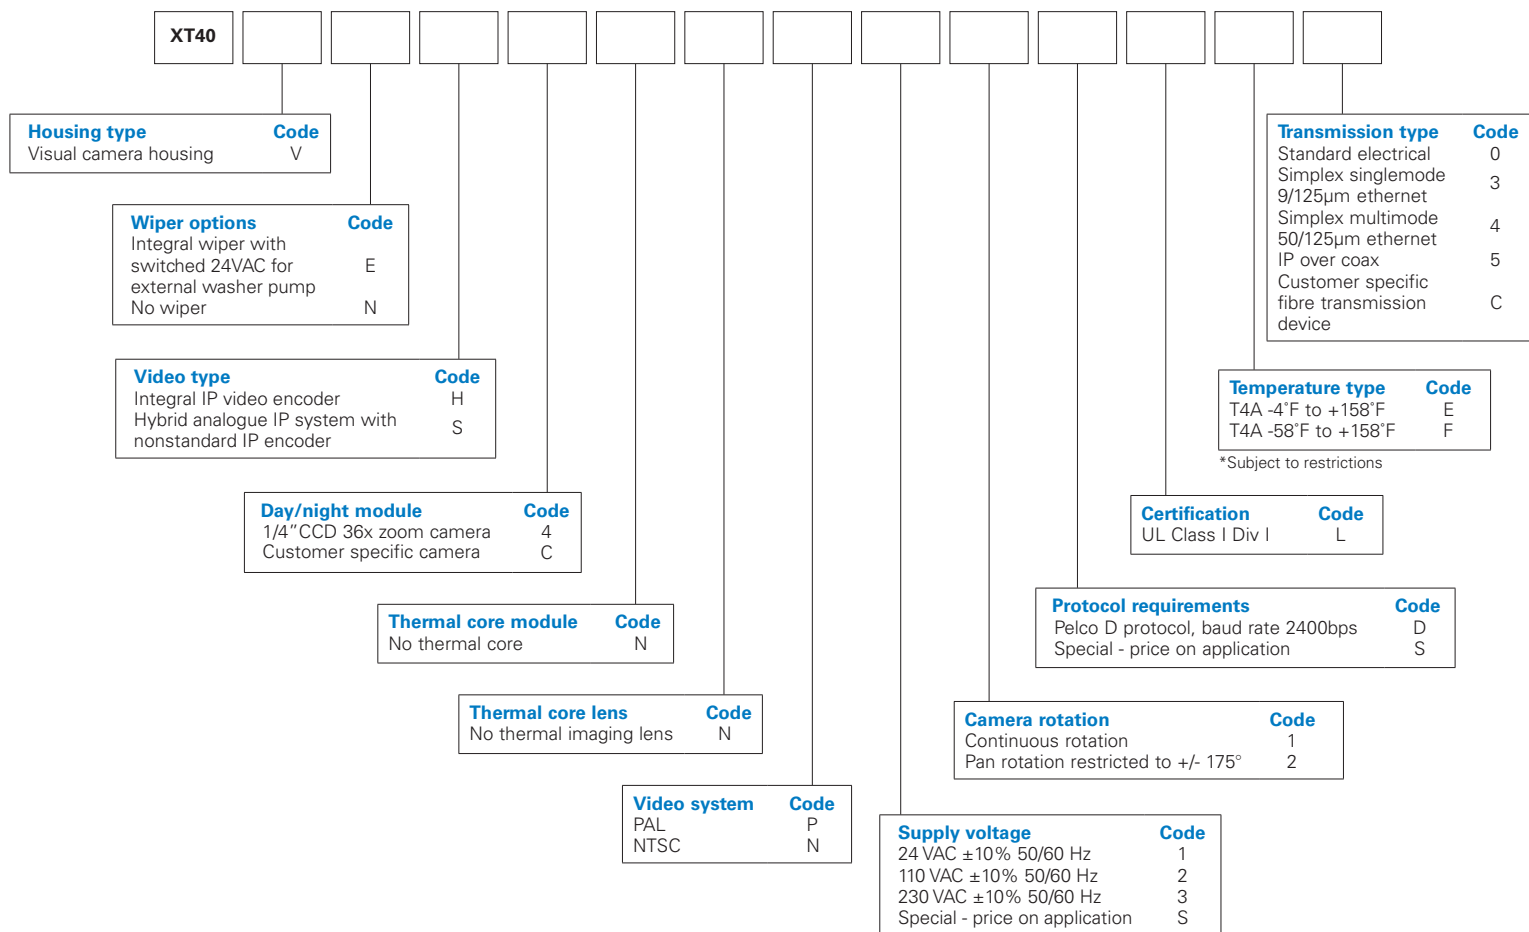 XT40
Housing type Code
Visual camera housing V
Wiper options Code
Integral wiper with
switched 24VAC for E
external washer pump
No wiper N
Video type Code
Integral IP video encoder H
Hybrid analogue IP system with
nonstandard IP encoder S
Day/night module Code
1/4”CCD 36x zoom camera 4
Customer specific camera C
Thermal core module Code
No thermal core N
Thermal core lens Code
No thermal imaging lens N
Video system Code
PAL P
NTSC N
Supply voltage Code
24 VAC ±10% 50/60 Hz 1
110 VAC ±10% 50/60 Hz 2
230 VAC ±10% 50/60 Hz 3
Special - price on application S
Camera rotation Code
Continuous rotation 1
Pan rotation restricted to +/- 175° 2
Protocol requirements Code
Pelco D protocol, baud rate 2400bps D
Special - price on application S
Certification Code
UL Class I Div I L
Temperature type Code
T4A -4˚F to +158˚F E
T4A -58˚F to +158˚F F
*Subject to restrictions
Transmission type Code
Standard electrical 0
Simplex singlemode
9/125µm ethernet 3
Simplex multimode
50/125µm ethernet 4
IP over coax 5
Customer specific
fibre transmission C
device